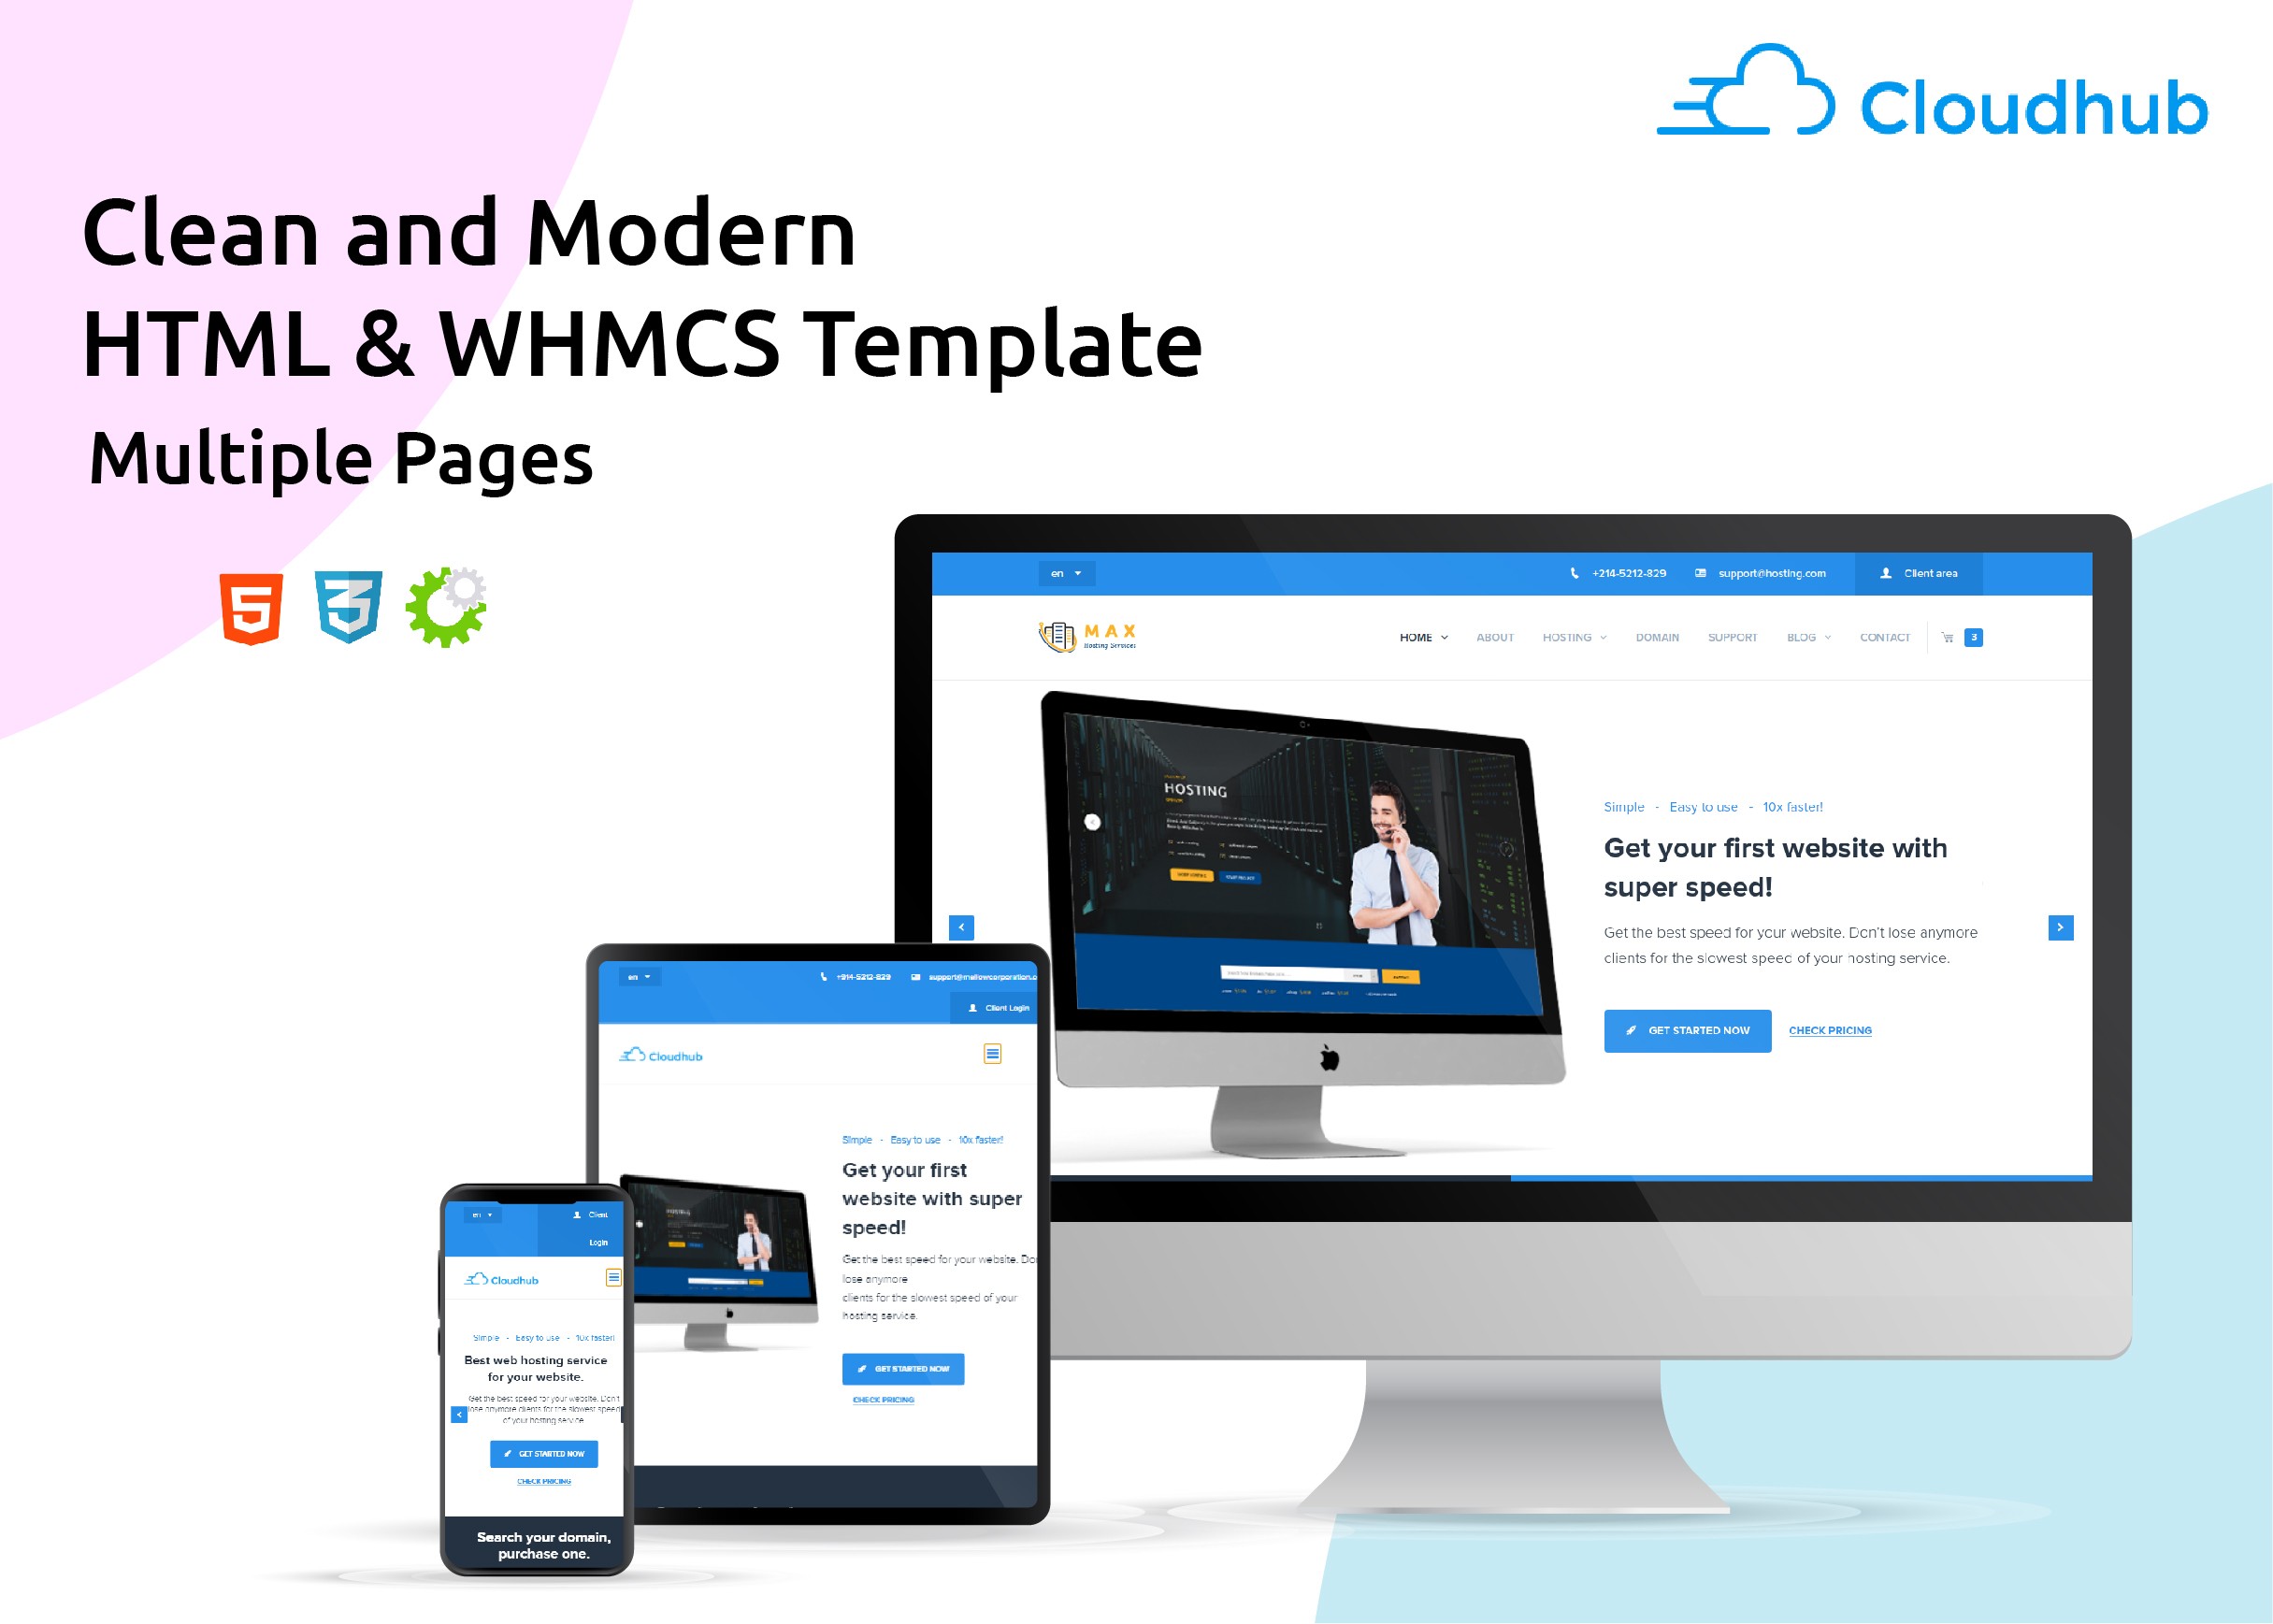 Cloudhub
Clean and Modern
HTML & WHMCS Template
Multiple Pages
5
3
en
+214-5212-829
support@hosting.com
Client area
MAX
Hosting Services
HOME
ABOUT
HOSTING
DOMAIN
SUPPORT
BLOG
CONTACT
3
HOSTING
Simple - Easy to use - 10x faster!
Get your first website with
super speed!
Get the best speed for your website. Don't lose anymore
clients for the slowest speed of your hosting service.
GET STARTED NOW
CHECK PRICING
en
+914-5212-829
support@mellowcorporation.c
Client Login
Cloudhub
Simple - Easy to use - 10x faster!
Get your first
website with super
speed!
Get the best speed for your website. Don
lose anymore
clients for the slowest speed of your
hosting service.
GET STARTED NOW
CHECK PRICING
HOSTING
en
Client
Login
Cloudhub
Simple - Easy to use - 10x faster!
Best web hosting service
for your website.
Get the best speed for your website. Don't
lose anymore clients for the slowest speed
of your hosting service
GET STARTED NOW
CHECK PRICING
Search your domain,
purchase one.